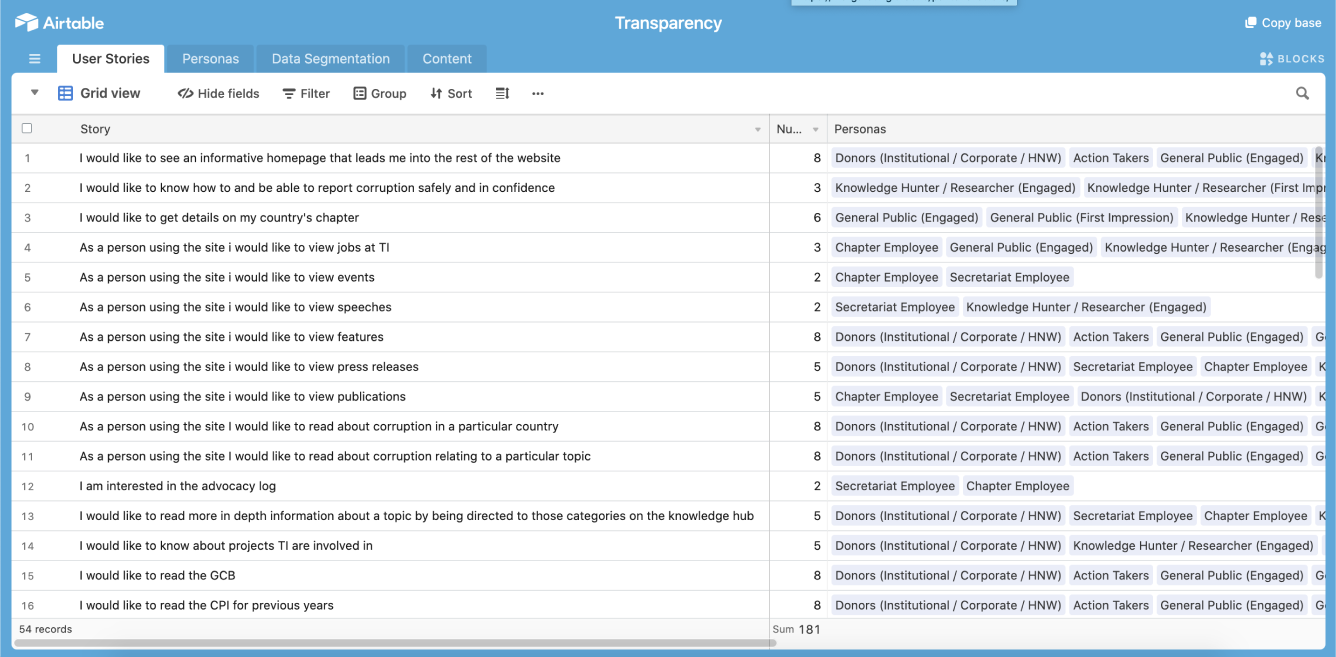 Airtable
Transparency
Copy base
User Stories Personas Data Segmentation Content
BLOCKS
Grid view Hide fields Filter Group Sort
Story Nu... Personas
1 I would like to see an informative homepage that leads me into the rest of the website 8 Donors (Institutional / Corporate / HNW) Action Takers General Public (Engaged)
2 I would like to know how to and be able to report corruption safely and in confidence 3 Knowledge Hunter / Researcher (Engaged) Knowledge Hunter / Researcher (First
3 I would like to get details on my country's chapter 6 General Public (Engaged) General Public (First Impression) Knowledge Hunter /
4 As a person using the site i would like to view jobs at TI 3 Chapter Employee General Public (Engaged) Knowledge Hunter / Researcher
5 As a person using the site i would like to view events 2 Chapter Employee Secretariat Employee
6 As a person using the site i would like to view speeches 2 Secretariat Employee Knowledge Hunter / Researcher (Engaged)
7 As a person using the site i would like to view features 8 Donors (Institutional / Corporate / HNW) Action Takers General Public (Engaged)
8 As a person using the site i would like to view press releases 5 Donors (Institutional / Corporate / HNW) Secretariat Employee Chapter Employee
9 As a person using the site i would like to view publications 5 Chapter Employee Secretariat Employee Donors (Institutional / Corporate / HNW)
10 As a person using the site I would like to read about corruption in a particular country 8 Donors (Institutional / Corporate / HNW) Action Takers General Public (Engaged)
11 As a person using the site I would like to read about corruption relating to a particular topic 8 Donors (Institutional / Corporate / HNW) Action Takers General Public (Engaged)
12 I am interested in the advocacy log 2 Secretariat Employee Chapter Employee
13 I would like to read more in depth information about a topic by being directed to those categories on the knowledge hub 5 Donors (Institutional / Corporate / HNW) Secretariat Employee Chapter Employee
14 I would like to know about projects TI are involved in 5 Donors (Institutional / Corporate / HNW) Knowledge Hunter / Researcher (Engaged)
15 I would like to read the GCB 8 Donors (Institutional / Corporate / HNW) Action Takers General Public (Engaged)
16 I would like to read the CPI for previous years 8 Donors (Institutional / Corporate / HNW) Action Takers General Public (Engaged)
54 records Sum 181